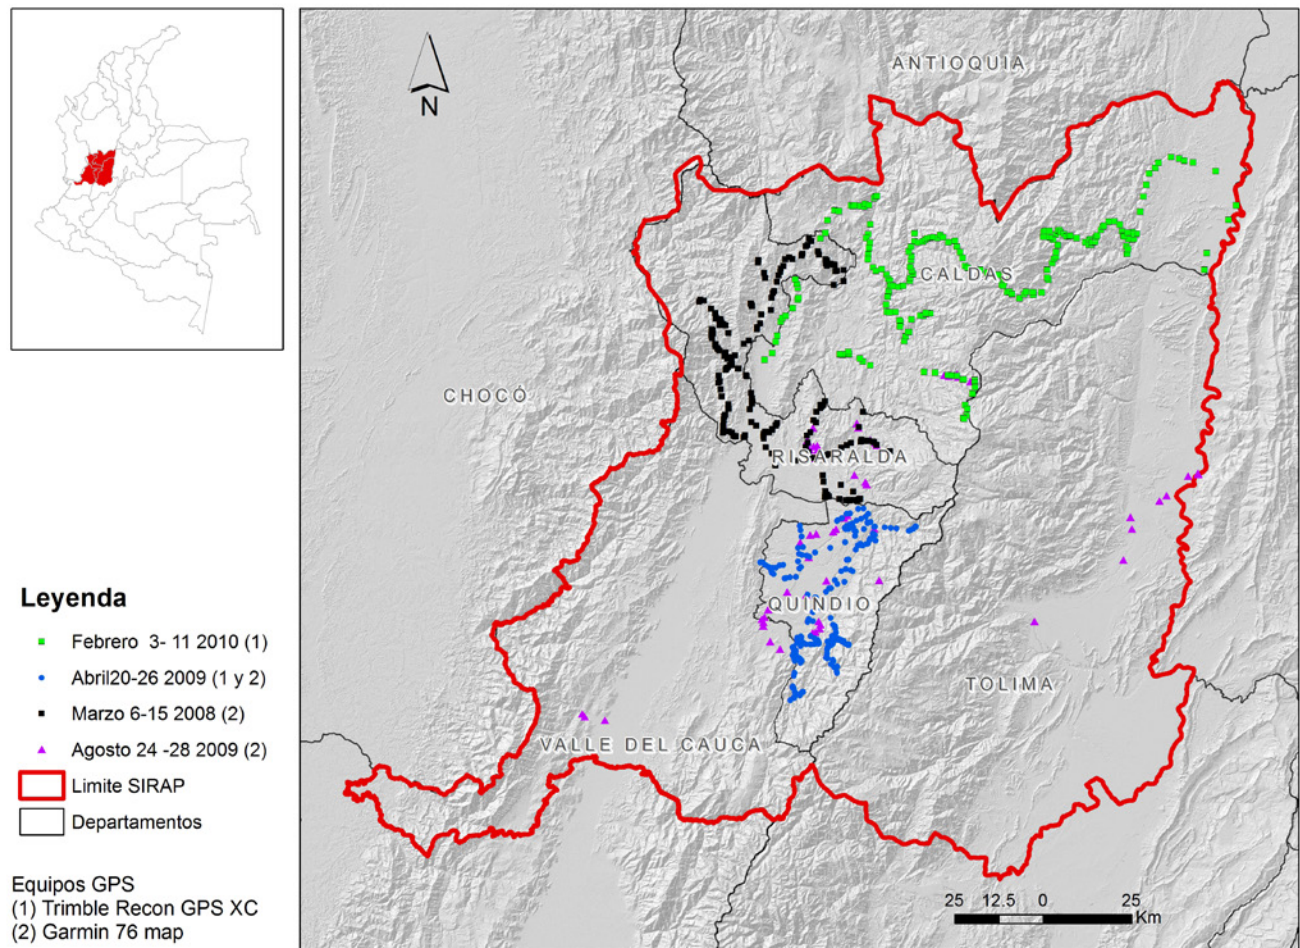 ANTIOQUIA
N
CALDAS
CHOCÓ
RISARALDA
QUINDIO
TOLIMA
VALLE DEL CAUCA
Leyenda
Febrero 3- 11 2010 (1)
Abril20-26 2009 (1 y 2)
Marzo 6-15 2008 (2)
Agosto 24 -28 2009 (2)
Limite SIRAP
Departamentos
Equipos GPS
(1) Trimble Recon GPS XC
(2) Garmin 76 map
25 12.5 0 25
Km